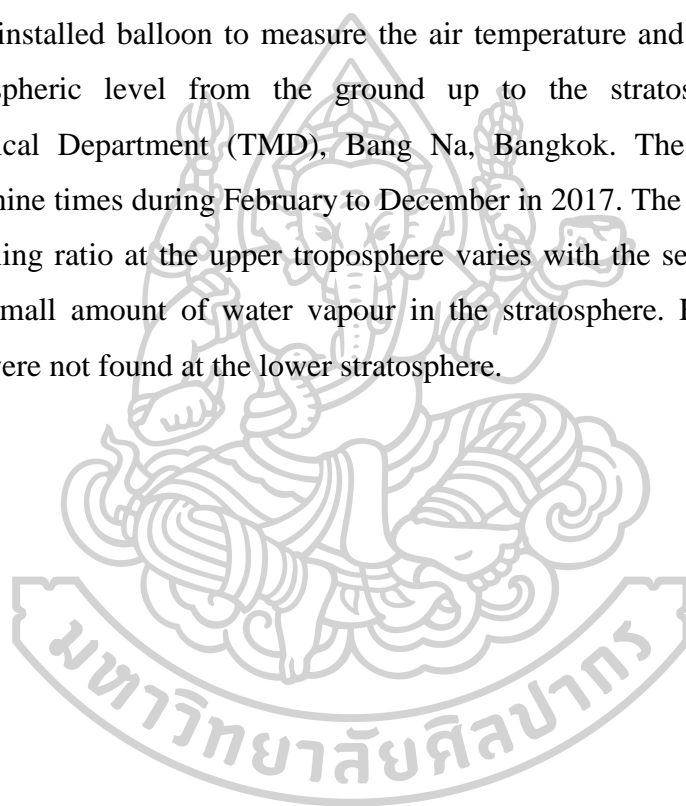 installed balloon to measure the air temperature and
spheric level from the ground up to the stratos
ical Department (TMD), Bang Na, Bangkok. The
nine times during February to December in 2017. The
ing ratio at the upper troposphere varies with the se
mall amount of water vapour in the stratosphere.
ere not found at the lower stratosphere.
มหาวิทยาลัยศิลปากร